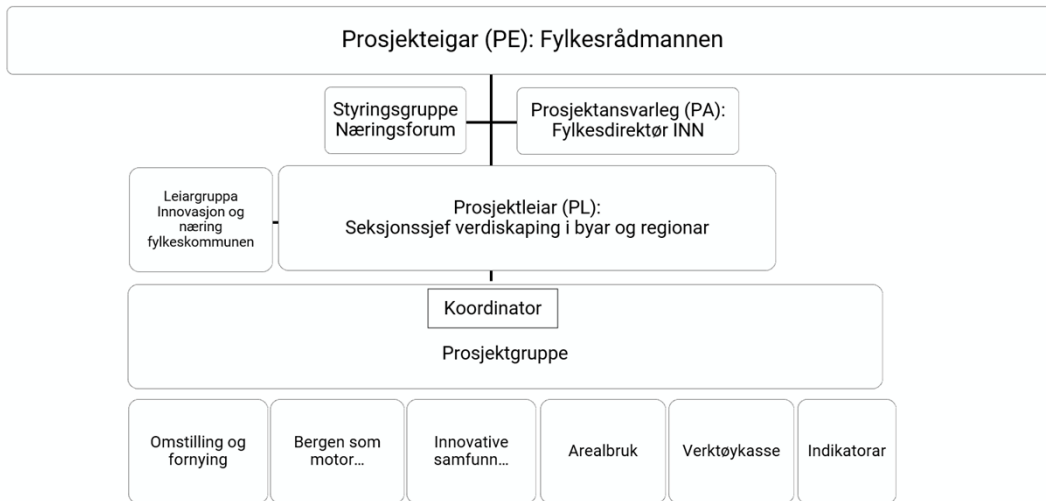 Prosjekteigar (PE): Fylkesrådmannen
Styringsgruppe
Næringsforum
Prosjektansvarleg (PA):
Fylkesdirektør INN
Leiargruppa
Innovasjon og
næring
fylkeskommunen
Prosjektleiar (PL):
Seksjonssjef verdiskaping i byar og regionar
Koordinator
Prosjektgruppe
Omstilling og
fornying
Bergen som
motor…
Innovative
samfunn…
Arealbruk
Verktøykasse
Indikatorar